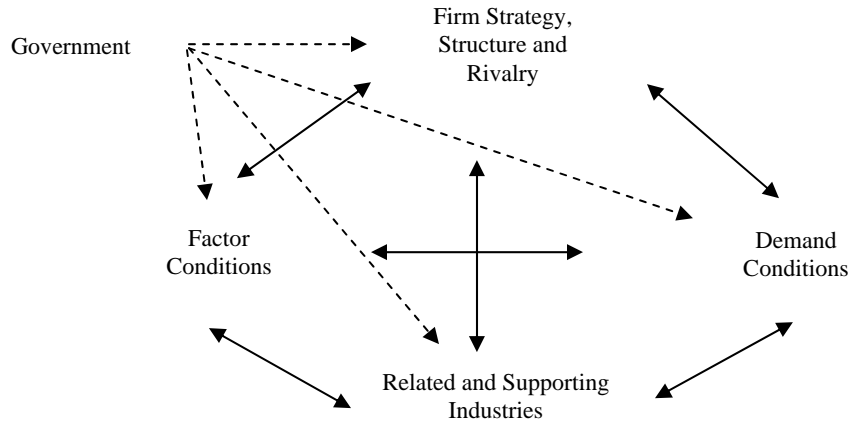 Firm Strategy,
Structure and
Rivalry
Government
Factor
Conditions
Demand
Conditions
Related and Supporting
Industries